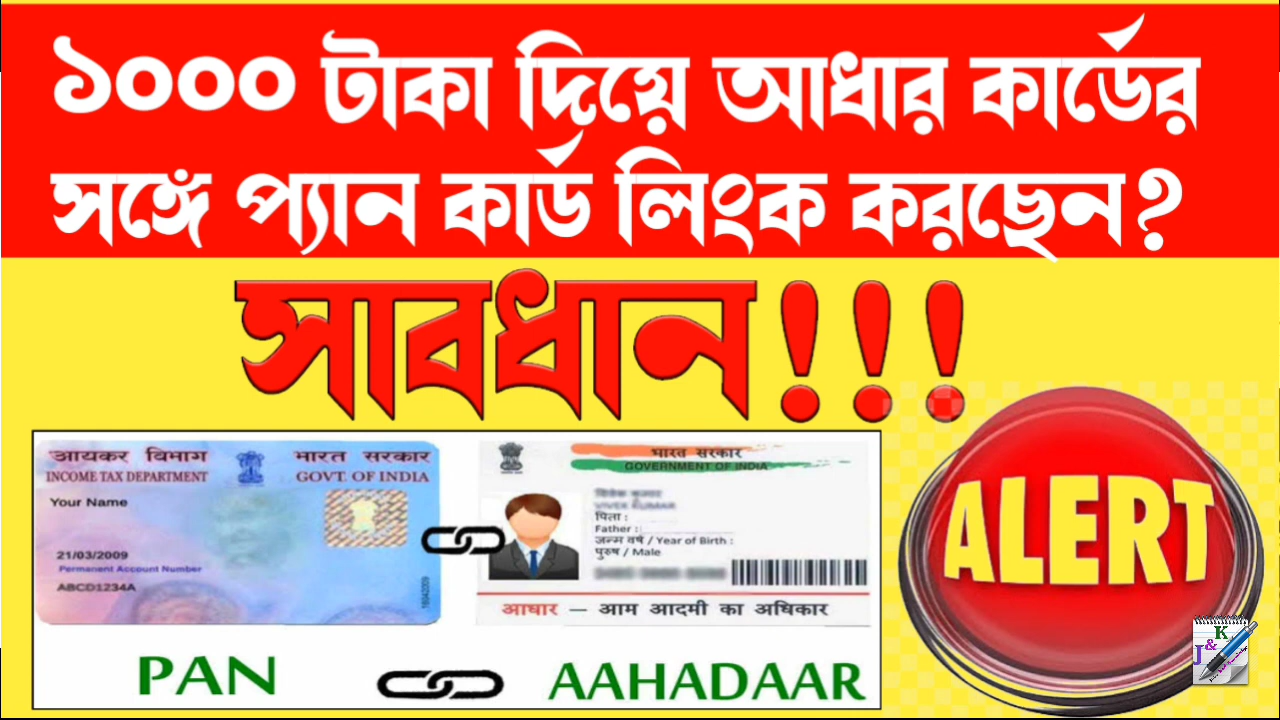 ১০০০ টাকা দিয়ে আধার কার্ডের
সঙ্গে প্যান কার্ড লিংক করছেন?
সাবধান!!!
आयकर विभाग
INCOME TAX DEPARTMENT
भारत सरकार
GOVT. OF INDIA
Your Name
21/03/2009
Permanent Account Number
ABCD1234A
भारत सरकार
GOVERNMENT OF INDIA
VIVEK KUMAR
पिता :
Father :
जन्म वर्ष / Year of Birth :
पुरुष / Male
आधार – आम आदमी का अधिकार
PAN
AAHADAAR
ALERT
J&K